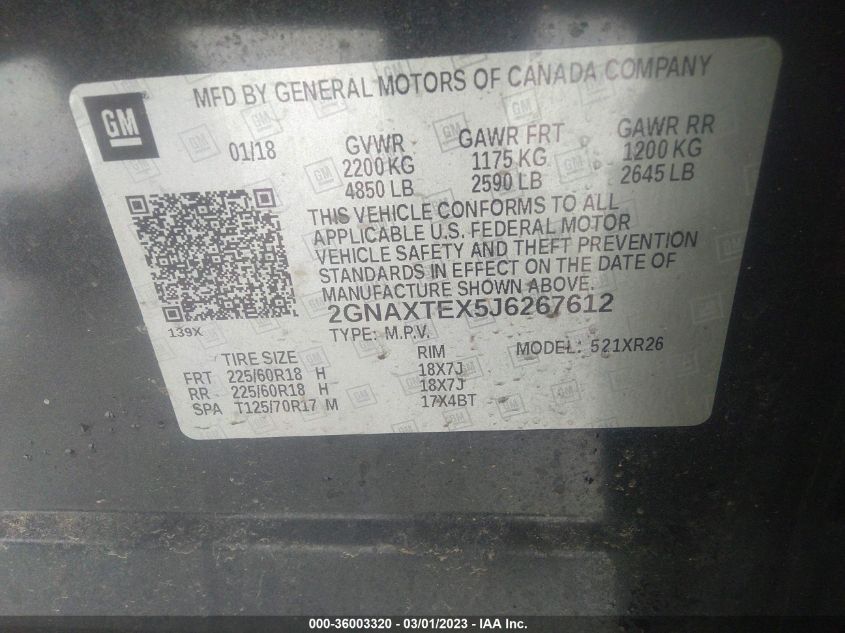 GM
MFD BY GENERAL MOTORS OF CANADA COMPANY
01/18 GVWR GAWR FRT GAWR RR
2200 KG 1175 KG 1200 KG
4850 LB 2590 LB 2645 LB
THIS VEHICLE CONFORMS TO ALL
APPLICABLE U.S. FEDERAL MOTOR
VEHICLE SAFETY AND THEFT PREVENTION
STANDARDS IN EFFECT ON THE DATE OF
MANUFACTURE SHOWN ABOVE.
2GNAXTEX5J6267612
139X
TYPE: M.P.V.
TIRE SIZE RIM MODEL: 521XR26
FRT 225/60R18 H 18X7J
RR 225/60R18 H 18X7J
SPA T125/70R17 M 17X4BT
000-36003320 - 03/01/2023 - IAA Inc.